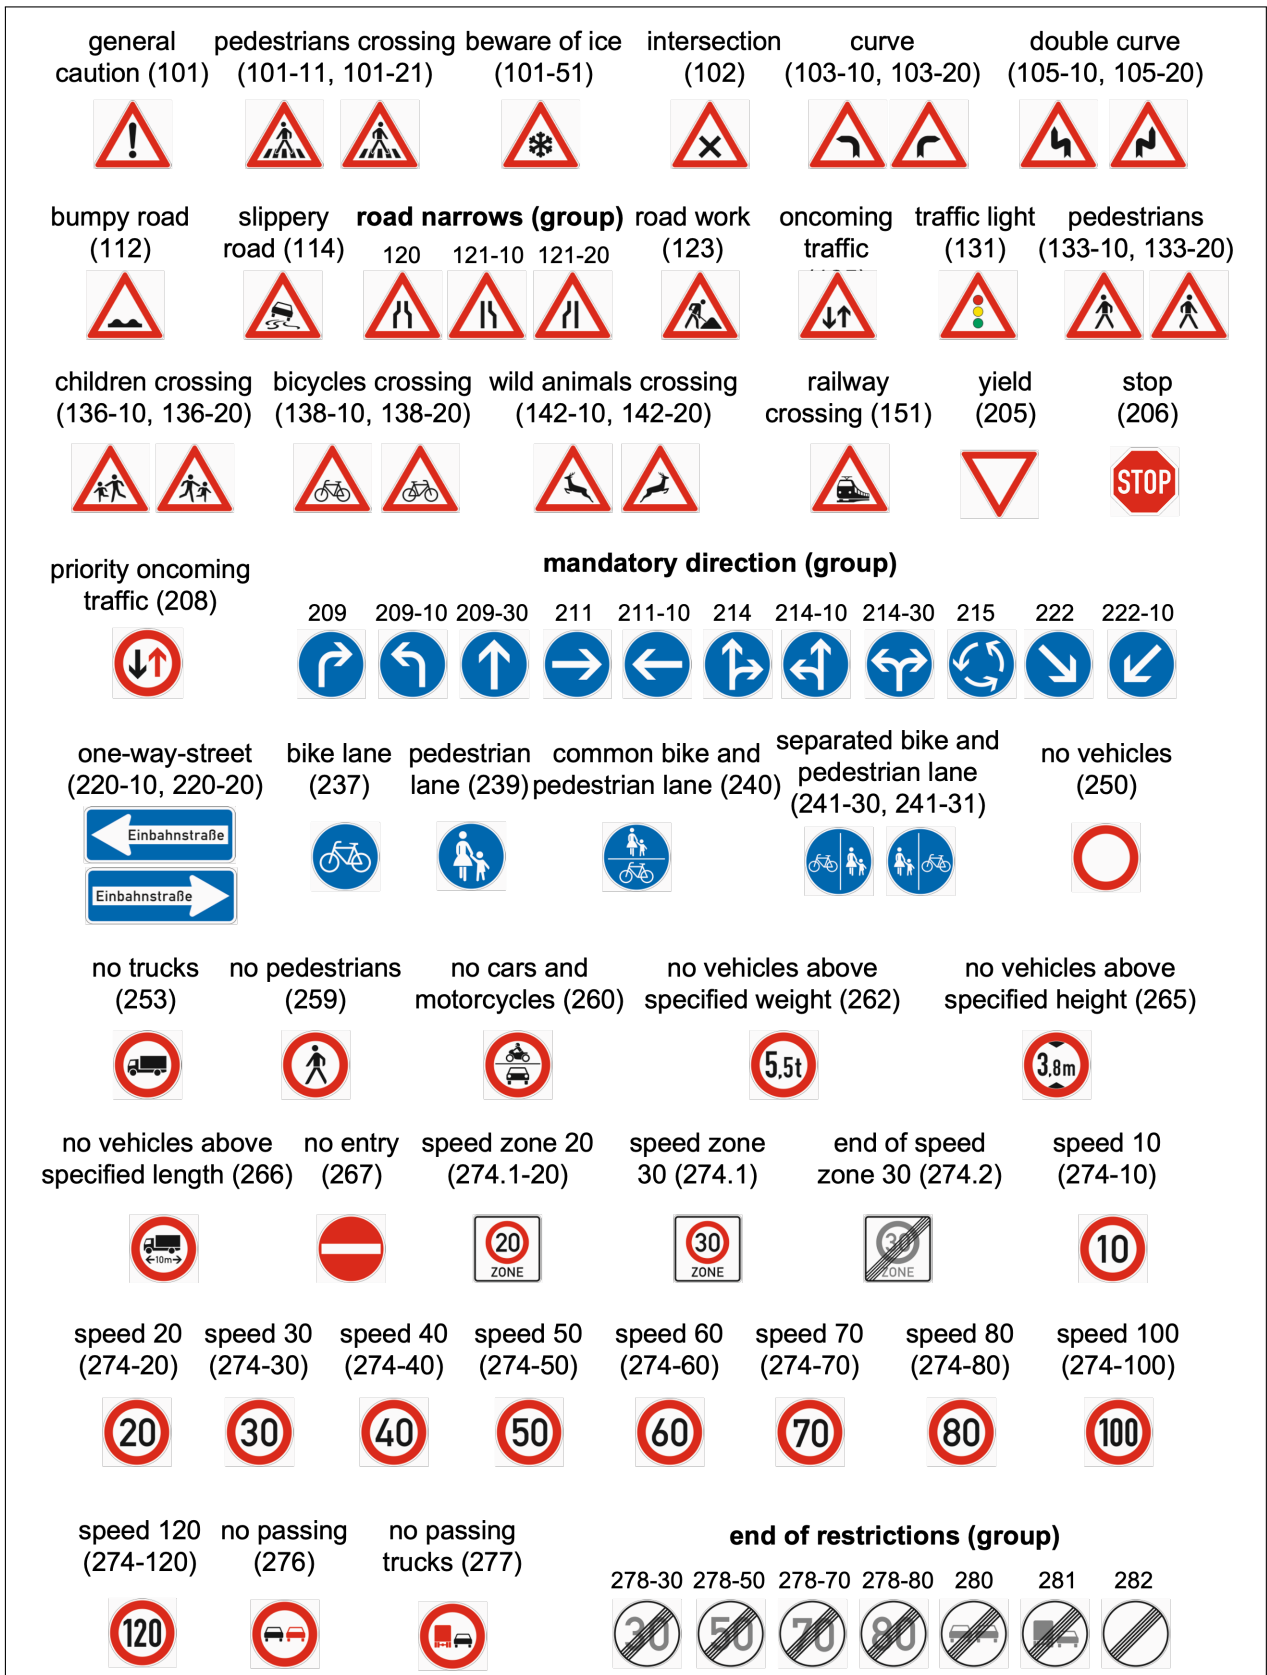 general pedestrians crossing beware of ice intersection curve double curve
caution (101) (101-11, 101-21) (101-51) (102) (103-10, 103-20) (105-10, 105-20)
bumpy road slippery road narrows (group) road work oncoming traffic light pedestrians
(112) road (114) 120 121-10 121-20 (123) traffic (131) (133-10, 133-20)
children crossing bicycles crossing wild animals crossing railway yield stop
(136-10, 136-20) (138-10, 138-20) (142-10, 142-20) crossing (151) (205) (206)
STOP
priority oncoming mandatory direction (group)
traffic (208) 209 209-10 209-30 211 211-10 214 214-10 214-30 215 222 222-10
one-way-street bike lane pedestrian common bike and separated bike and no vehicles
(220-10, 220-20) (237) lane (239) pedestrian lane (240) pedestrian lane (250)
(241-30, 241-31)
Einbahnstraße
Einbahnstraße
no trucks no pedestrians no cars and no vehicles above no vehicles above
(253) (259) motorcycles (260) specified weight (262) specified height (265)
5,5t 3,8m
no vehicles above no entry speed zone 20 speed zone end of speed speed 10
specified length (266) (267) (274.1-20) 30 (274.1) zone 30 (274.2) (274-10)
10m 20 ZONE 30 ZONE 30 ZONE 10
speed 20 speed 30 speed 40 speed 50 speed 60 speed 70 speed 80 speed 100
(274-20) (274-30) (274-40) (274-50) (274-60) (274-70) (274-80) (274-100)
20 30 40 50 60 70 80 100
speed 120 no passing no passing end of restrictions (group)
(274-120) (276) trucks (277) 278-30 278-50 278-70 278-80 280 281 282
120 30 50 70 80